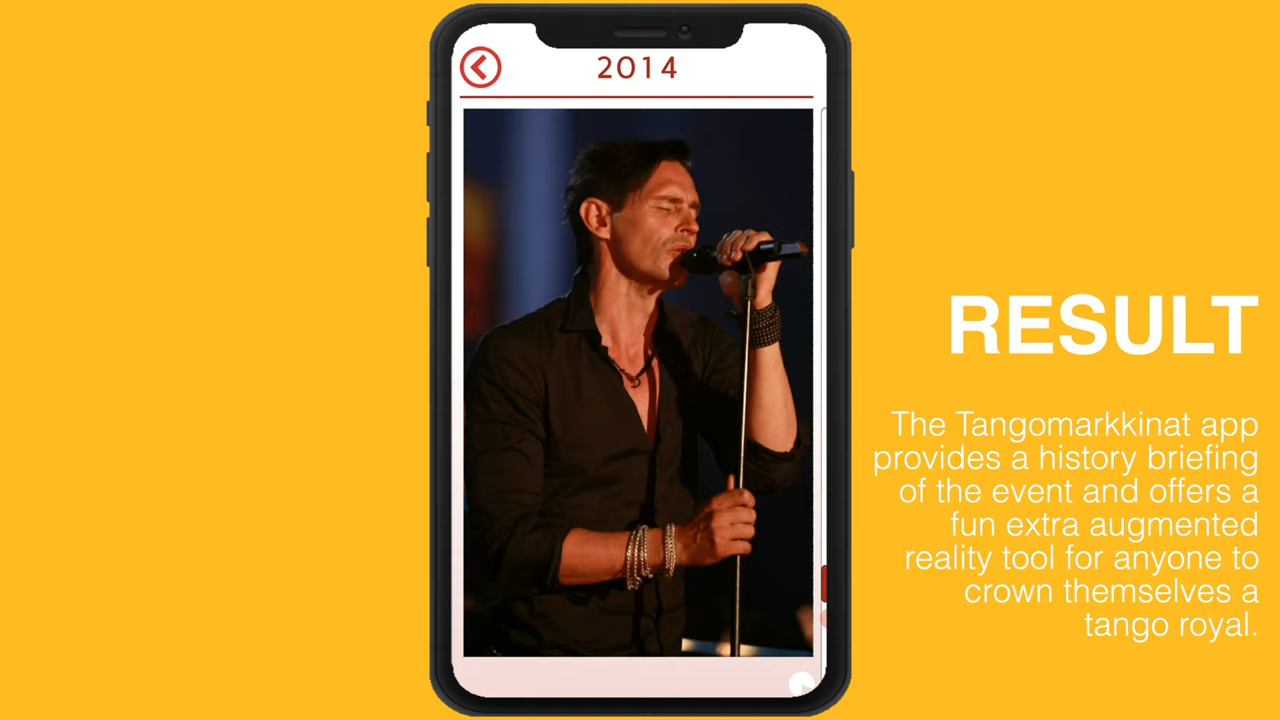 2014
RESULT
The Tangomarkkinat app
provides a history briefing
of the event and offers a
fun extra augmented
reality tool for anyone to
crown themselves a
tango royal.